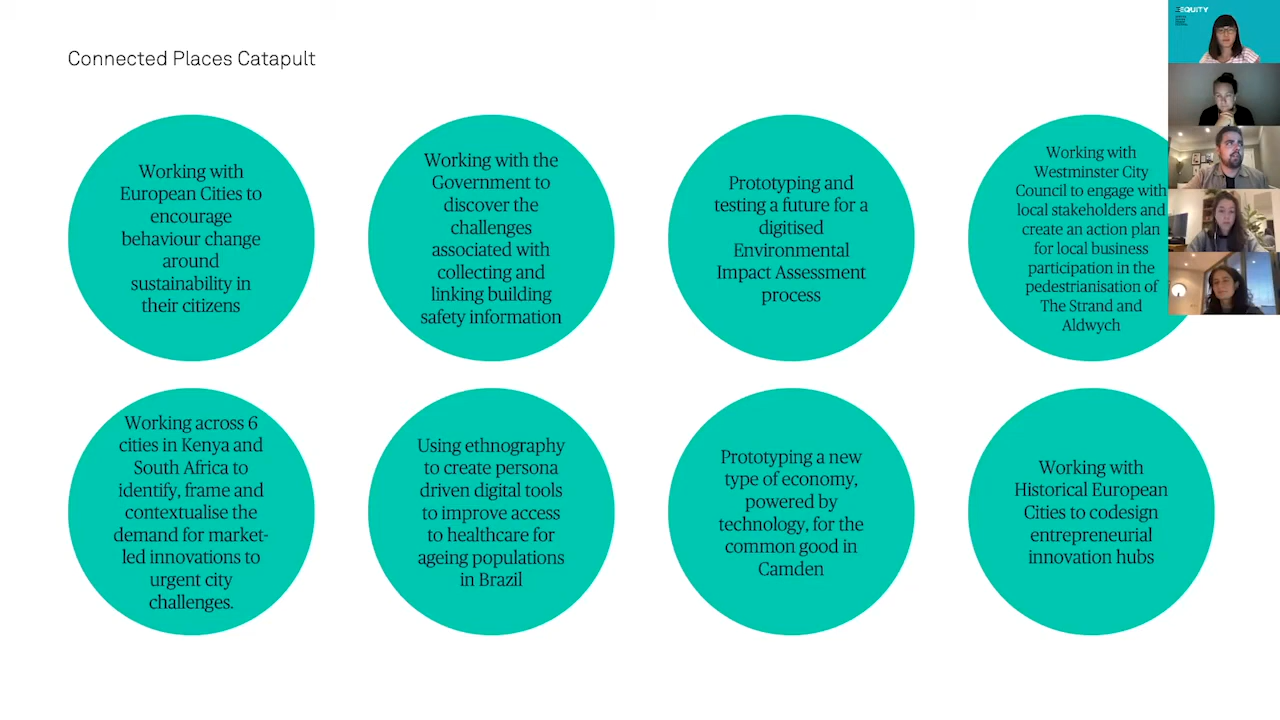 Connected Places Catapult
Working with
European Cities to
encourage
behaviour change
around
sustainability in
their citizens
Working with the
Government to
discover the
challenges
associated with
collecting and
linking building
safety information
Prototyping and
testing a future for a
digitised
Environmental
Impact Assessment
process
Working with
Westminster City
Council to engage with
local stakeholders and
create an action plan
for local business
participation in the
pedestrianisation of
The Strand and
Aldwych
Working across 6
cities in Kenya and
South Africa to
identify, frame and
contextualise the
demand for market-
led innovations to
urgent city
challenges.
Using ethnography
to create persona
driven digital tools
to improve access
to healthcare for
ageing populations
in Brazil
Prototyping a new
type of economy,
powered by
technology, for the
common good in
Camden
Working with
Historical European
Cities to codesign
entrepreneurial
innovation hubs
EQUITY